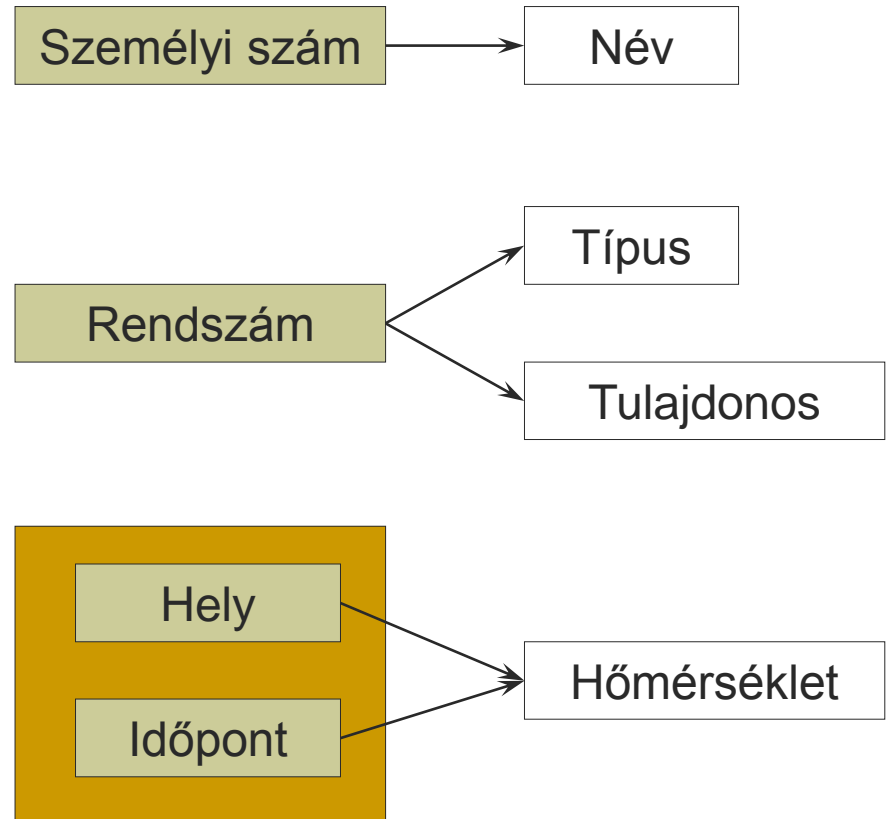 Személyi szám
Név
Típus
Rendszám
Tulajdonos
Hely
Hőmérséklet
Időpont